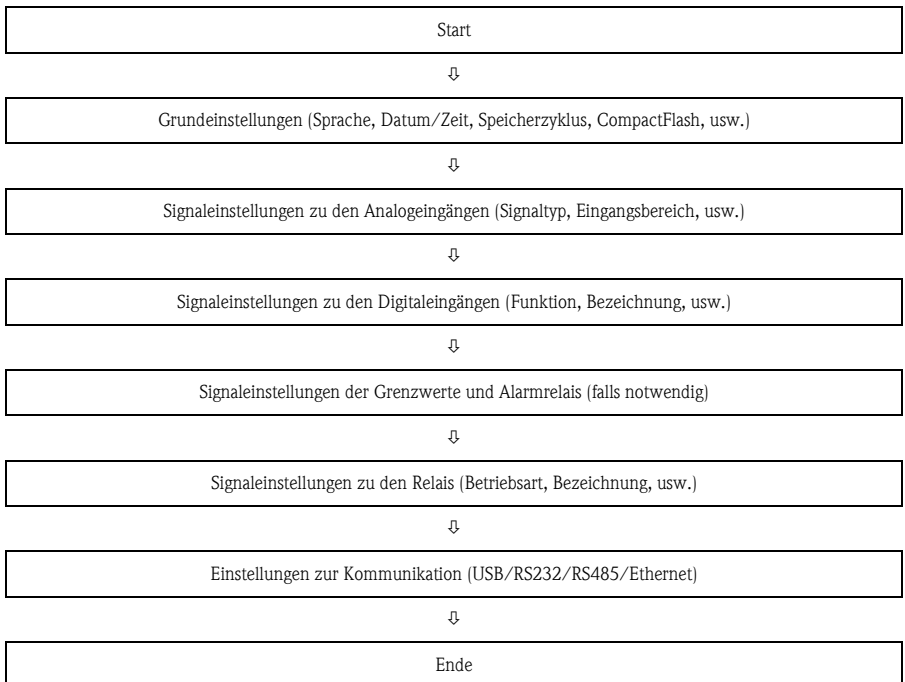 Start
⇩
Grundeinstellungen (Sprache, Datum/Zeit, Speicherzyklus, CompactFlash, usw.)
⇩
Signaleinstellungen zu den Analogeingängen (Signaltyp, Eingangsbereich, usw.)
⇩
Signaleinstellungen zu den Digitaleingängen (Funktion, Bezeichnung, usw.)
⇩
Signaleinstellungen der Grenzwerte und Alarmrelais (falls notwendig)
⇩
Signaleinstellungen zu den Relais (Betriebsart, Bezeichnung, usw.)
⇩
Einstellungen zur Kommunikation (USB/RS232/RS485/Ethernet)
⇩
Ende